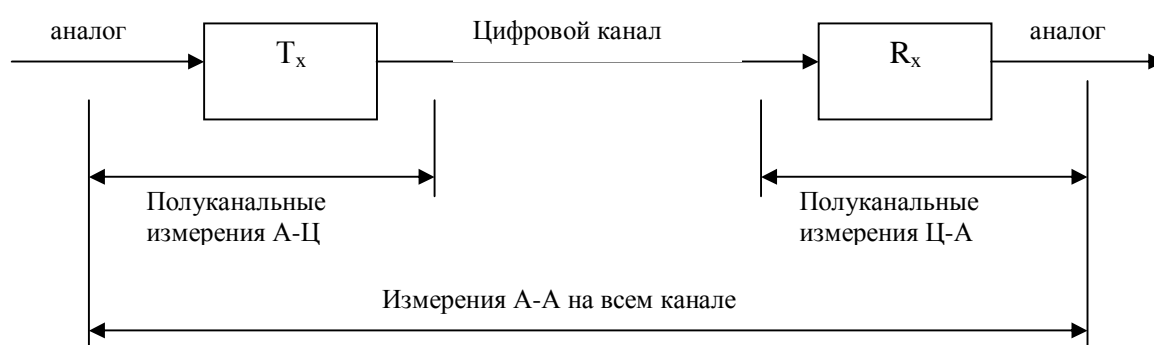 аналог
Цифровой канал
аналог
Tx
Rx
Полуканальные
измерения А-Ц
Полуканальные
измерения Ц-А
Измерения А-А на всем канале